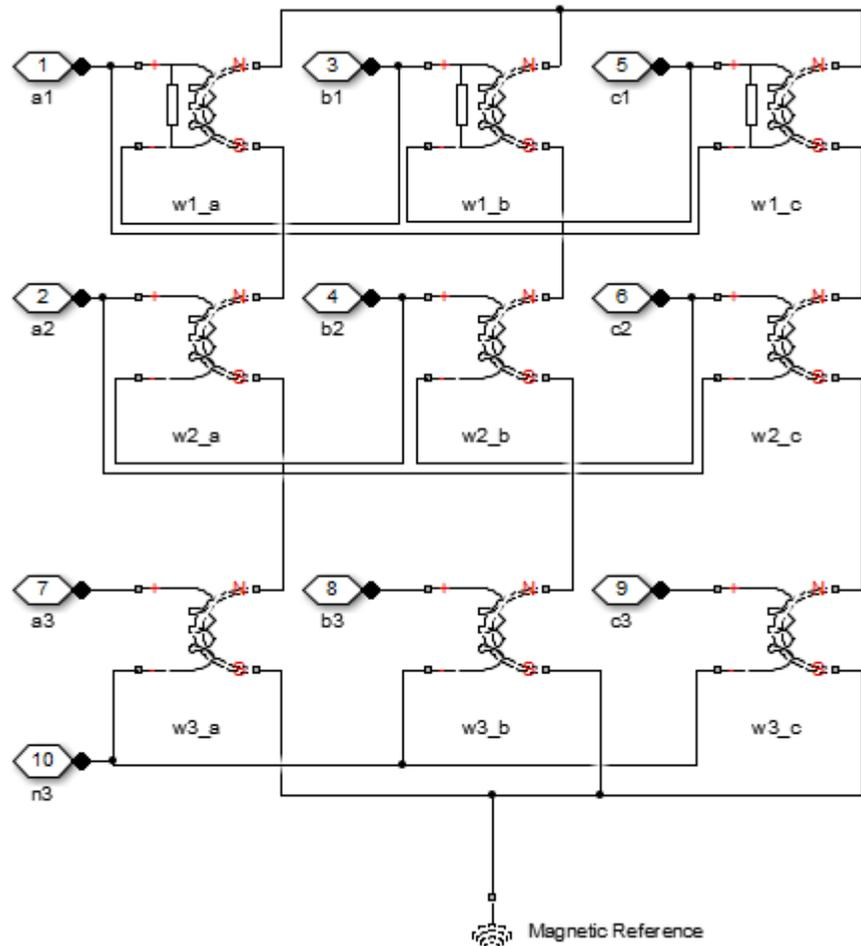 1
+
N
3
+
N
5
+
N
a1
b1
c1
-
S
-
S
-
S
w1_a
w1_b
w1_c
2
+
N
4
+
N
6
+
N
a2
b2
c2
-
S
-
S
-
S
w2_a
w2_b
w2_c
7
+
N
8
+
N
9
+
N
a3
b3
c3
-
S
-
S
-
S
w3_a
w3_b
w3_c
10
n3
Magnetic Reference